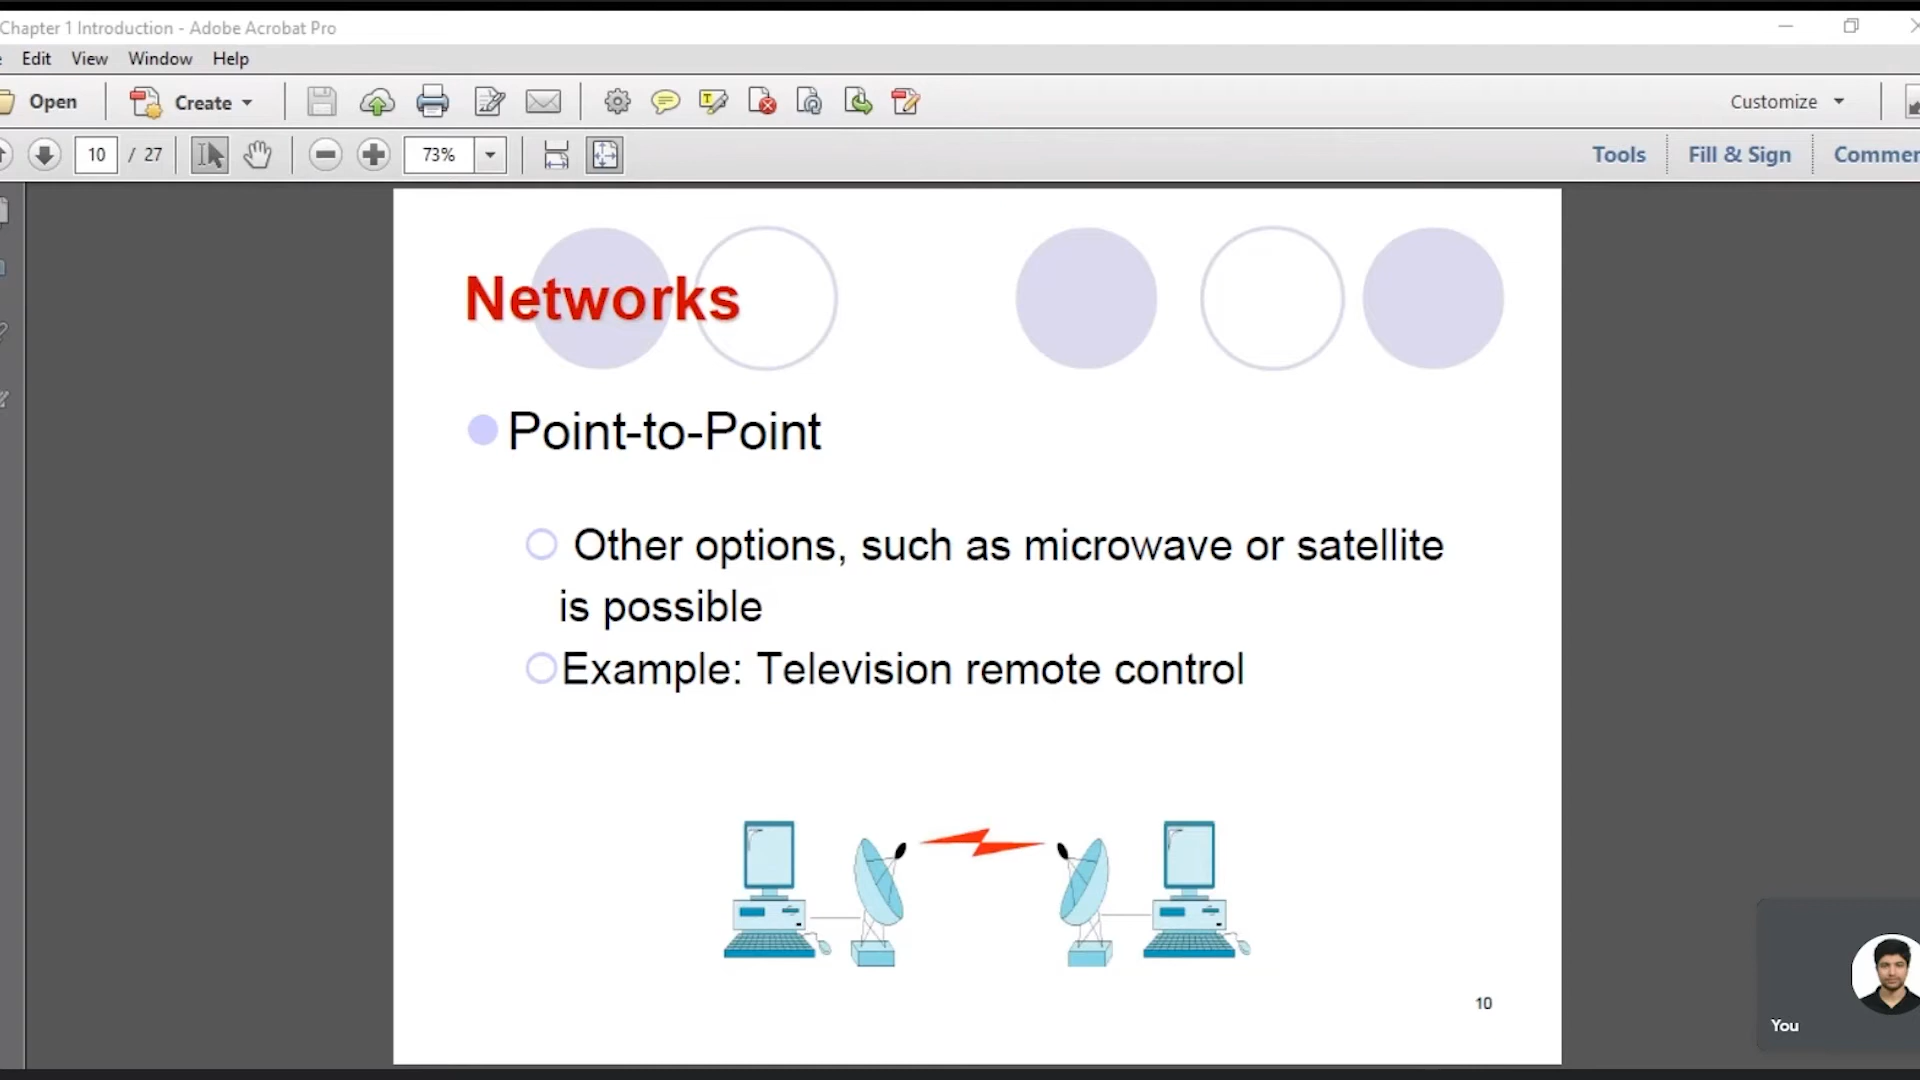 Chapter 1 Introduction - Adobe Acrobat Pro
Edit View Window Help
Open Create Customize
10 / 27 73% Tools Fill & Sign
Networks
Point-to-Point
Other options, such as microwave or satellite
is possible
Example: Television remote control
10
You